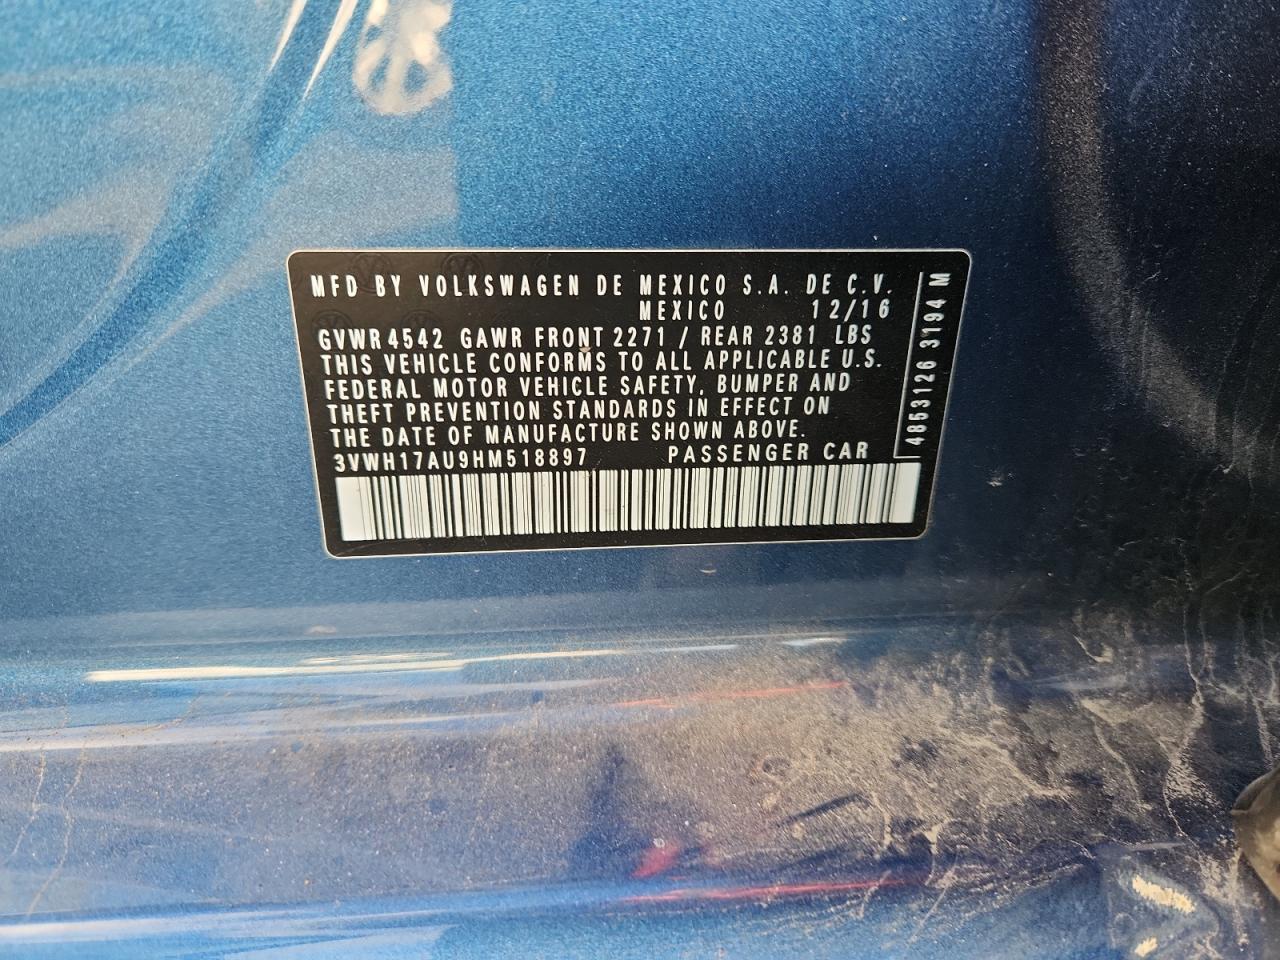 MFD BY VOLKSWAGEN DE MEXICO S.A. DE C.V.
MEXICO 12/16
GVWR 4542 GAWR FRONT 2271 / REAR 2381 LBS
THIS VEHICLE CONFORMS TO ALL APPLICABLE U.S.
FEDERAL MOTOR VEHICLE SAFETY, BUMPER AND
THEFT PREVENTION STANDARDS IN EFFECT ON
THE DATE OF MANUFACTURE SHOWN ABOVE.
3VWH17AU9HM518897 PASSENGER CAR
4853126 3194 M